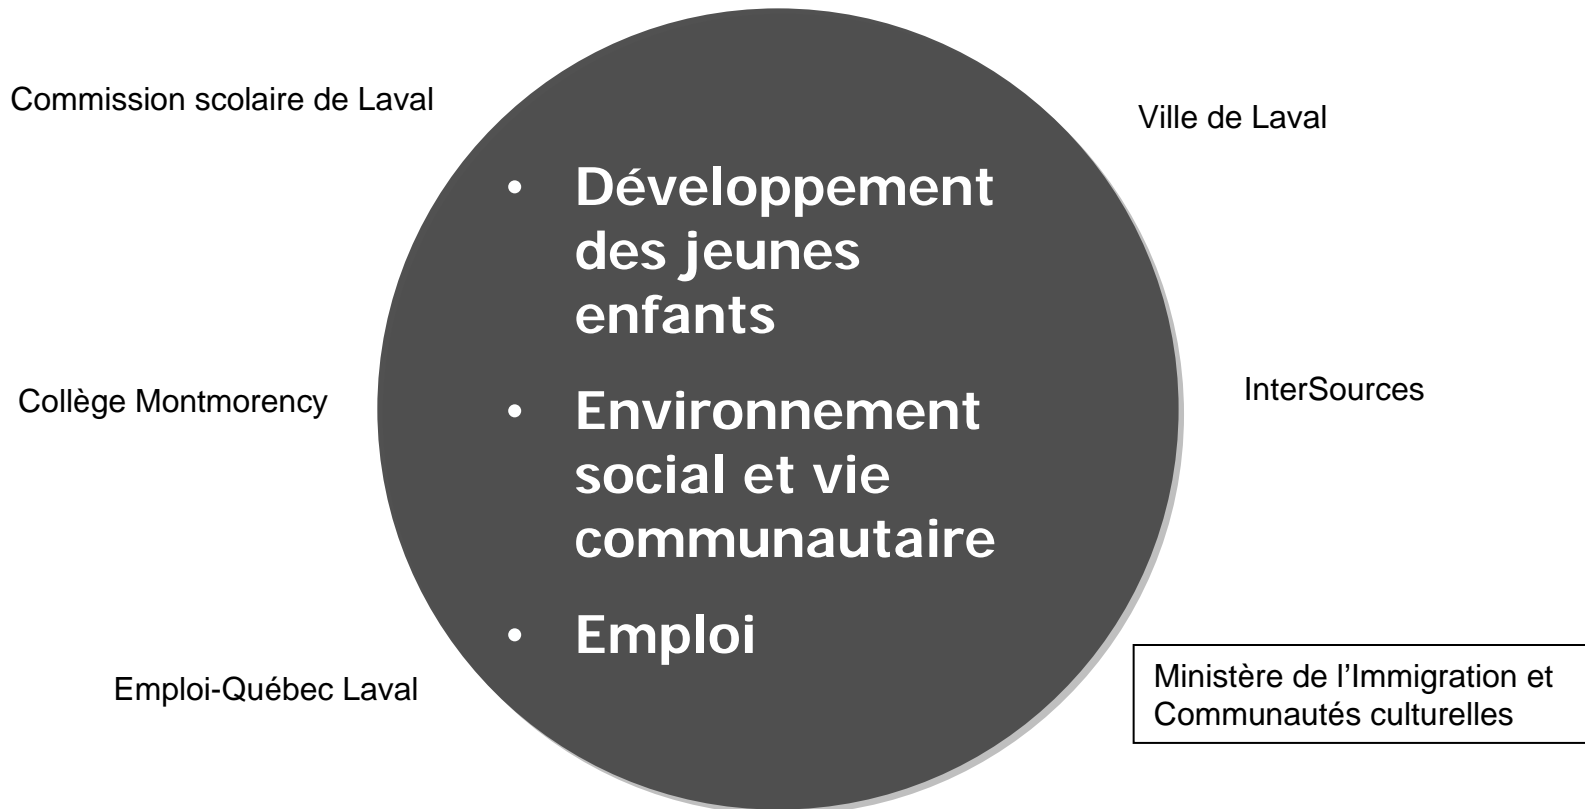 Commission scolaire de Laval
Ville de Laval
• Développement
des jeunes
enfants
Collège Montmorency
InterSources
• Environnement
social et vie
communautaire
• Emploi
Emploi-Québec Laval
Ministère de l’Immigration et
Communautés culturelles